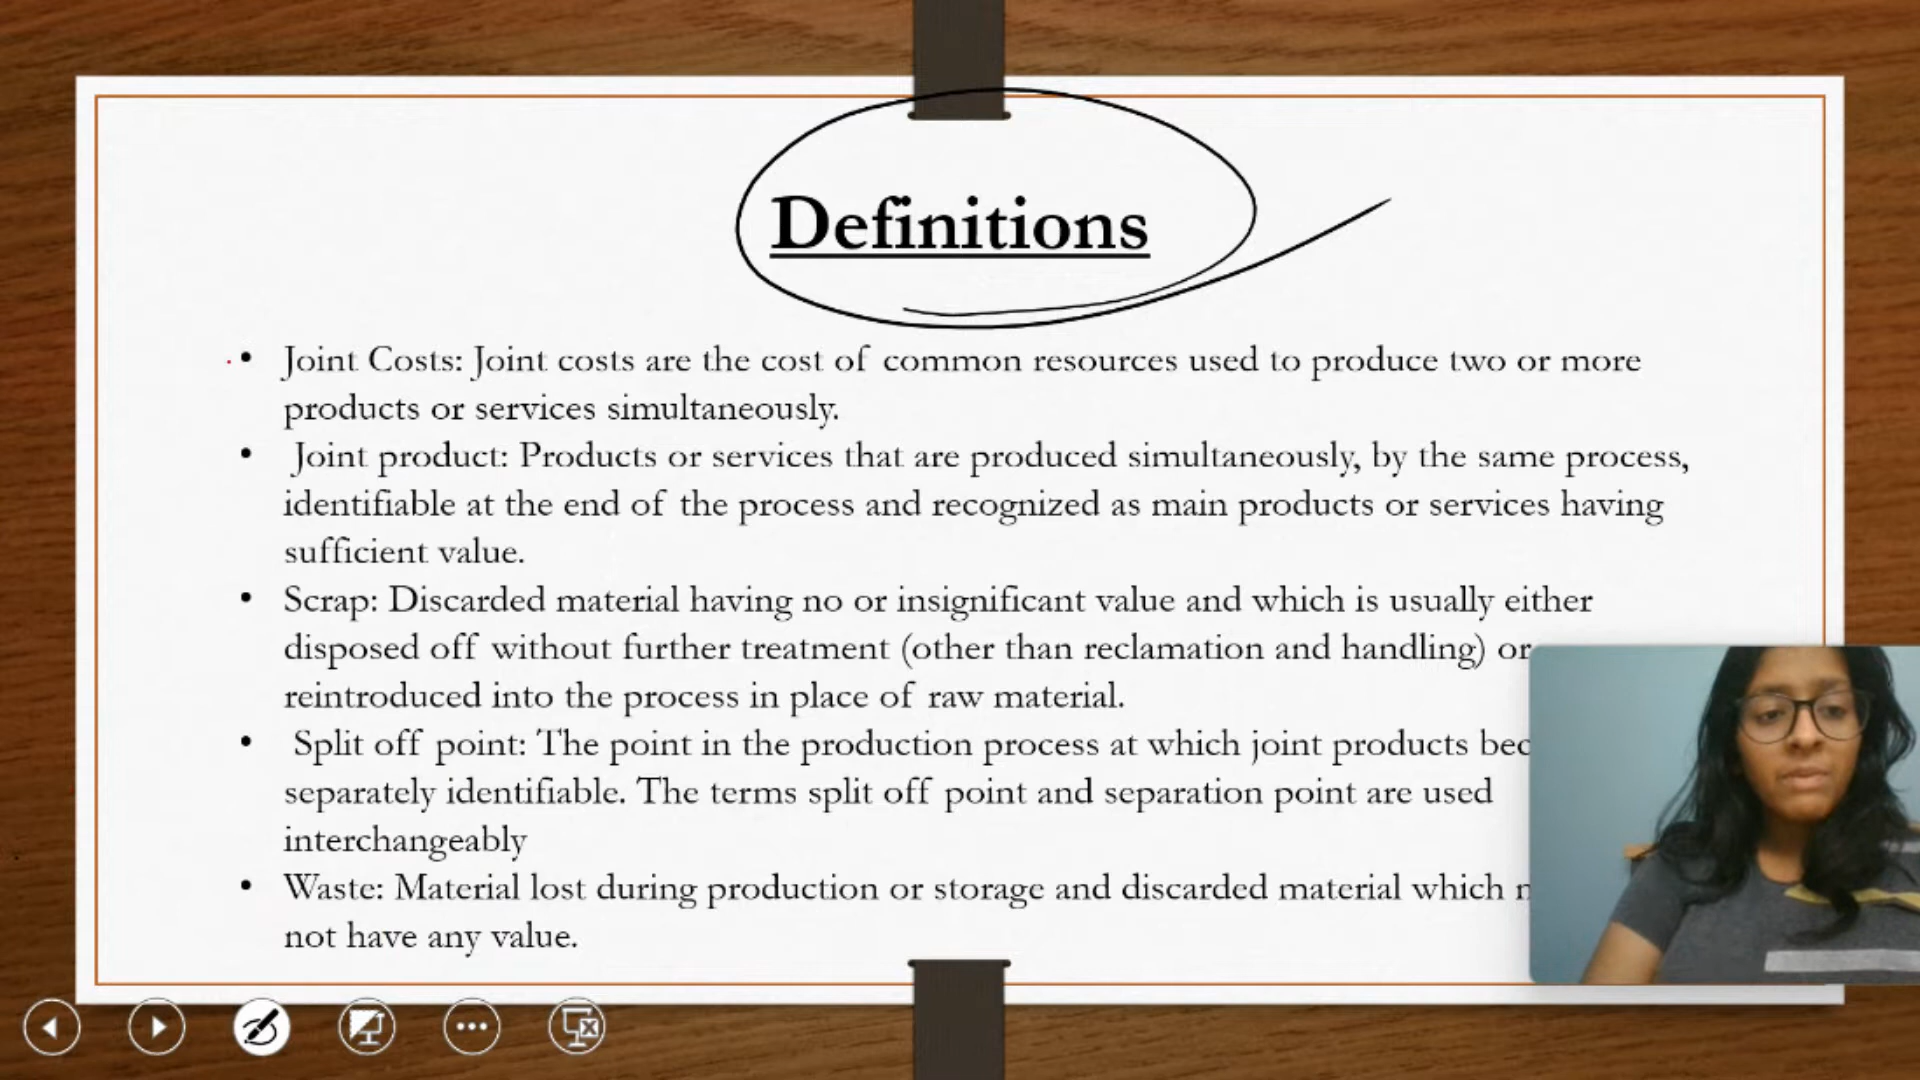 Definitions
• Joint Costs: Joint costs are the cost of common resources used to produce two or more
products or services simultaneously.
• Joint product: Products or services that are produced simultaneously, by the same process,
identifiable at the end of the process and recognized as main products or services having
sufficient value.
• Scrap: Discarded material having no or insignificant value and which is usually either
disposed off without further treatment (other than reclamation and handling) or
reintroduced into the process in place of raw material.
• Split off point: The point in the production process at which joint products
separately identifiable. The terms split off point and separation point are used
interchangeably
• Waste: Material lost during production or storage and discarded material which
not have any value.